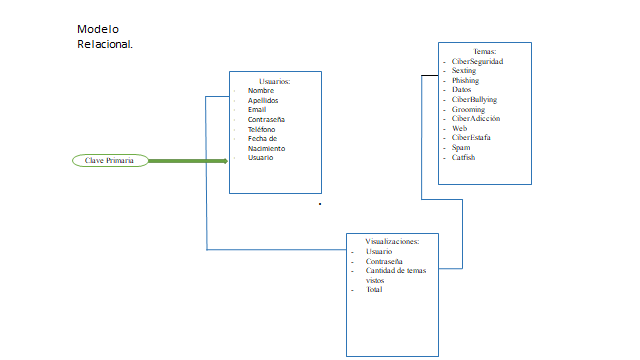 Modelo
Relacional.
Usuarios:
Nombre
Apellidos
Email
Contraseña
Teléfono
Fecha de
Nacimiento
Usuario
Clave Primaria
Temas:
- CiberSeguridad
- Sexting
- Phishing
- Datos
- CiberBullying
- Grooming
- CiberAdicción
- Web
- CiberEstafa
- Spam
- Catfish
Visualizaciones:
- Usuario
- Contraseña
- Cantidad de temas
vistos
- Total